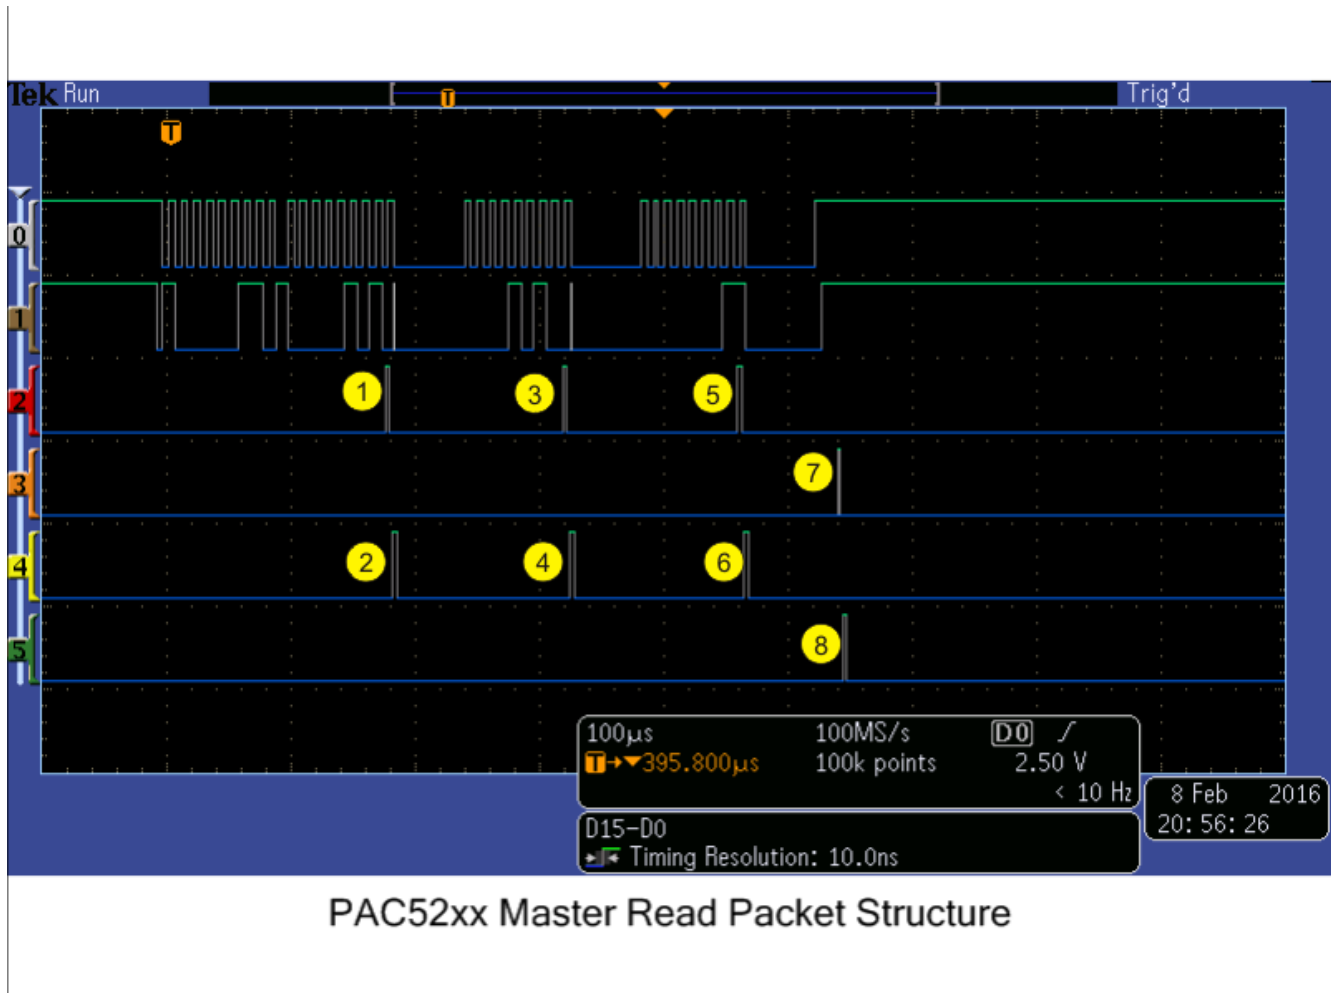 Tek Run Trig'd
T
T
0
1
2
1 3 5
3
7
4
2 4 6
5
8
100µs 100MS/s D0
T→▼395.800µs 100k points 2.50 V
< 10 Hz
D15-D0
Timing Resolution: 10.0ns
8 Feb 2016
20:56:26
PAC52xx Master Read Packet Structure